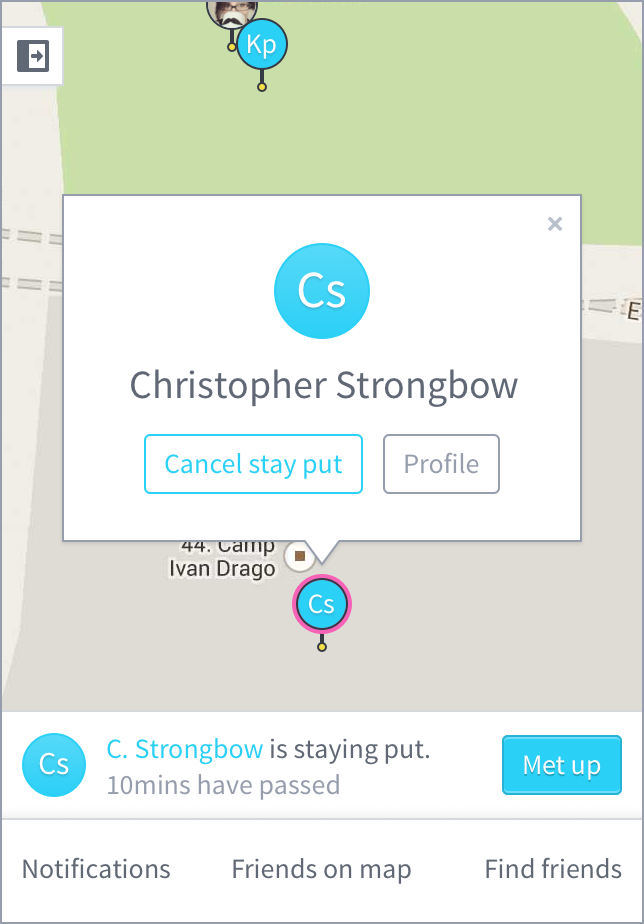 Kp
×
Cs
Christopher Strongbow
Cancel stay put
Profile
E
44. Camp
Ivan Drago
Cs
Cs
C. Strongbow is staying put.
10mins have passed
Met up
Notifications
Friends on map
Find friends